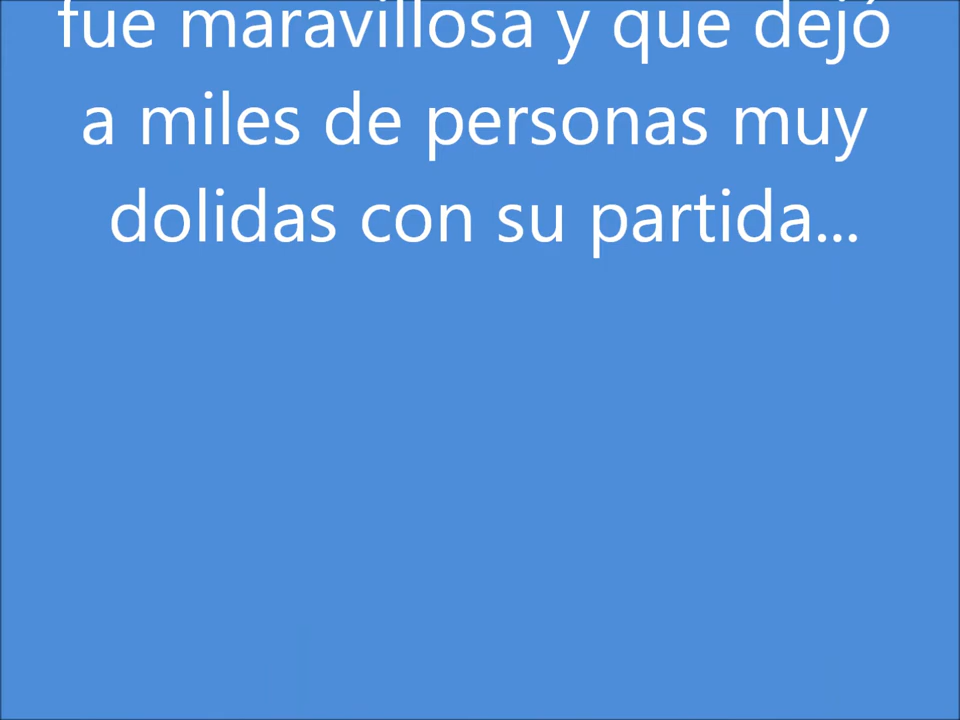 fue maravillosa y que dejó
a miles de personas muy
dolidas con su partida...